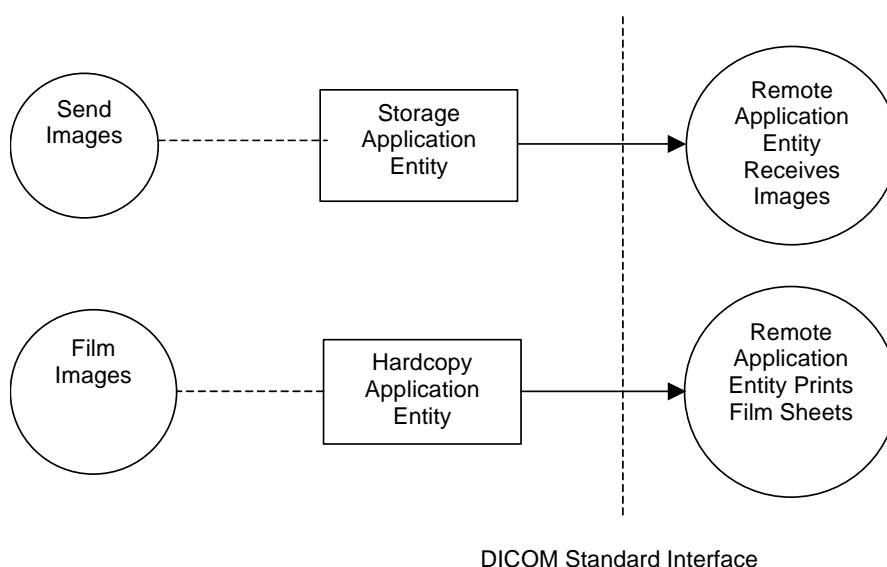 Send
Images
Storage
Application
Entity
Remote
Application
Entity
Receives
Images
Film
Images
Hardcopy
Application
Entity
Remote
Application
Entity Prints
Film Sheets
DICOM Standard Interface